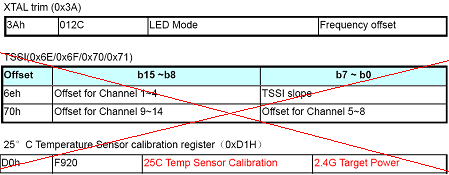 XTAL trim (0x3A)
3Ah 012C LED Mode Frequency offset
TSSI(0x6E/0x6F/0x70/0x71)
Offset b15 ~b8 b7 ~ b0
6eh Offset for Channel 1~4 TSSI slope
70h Offset for Channel 9~14 Offset for Channel 5~8
25°C Temperature Sensor calibration register（0XD1H）
D0h F920 25C Temp Sensor Calibration 2.4G Target Power